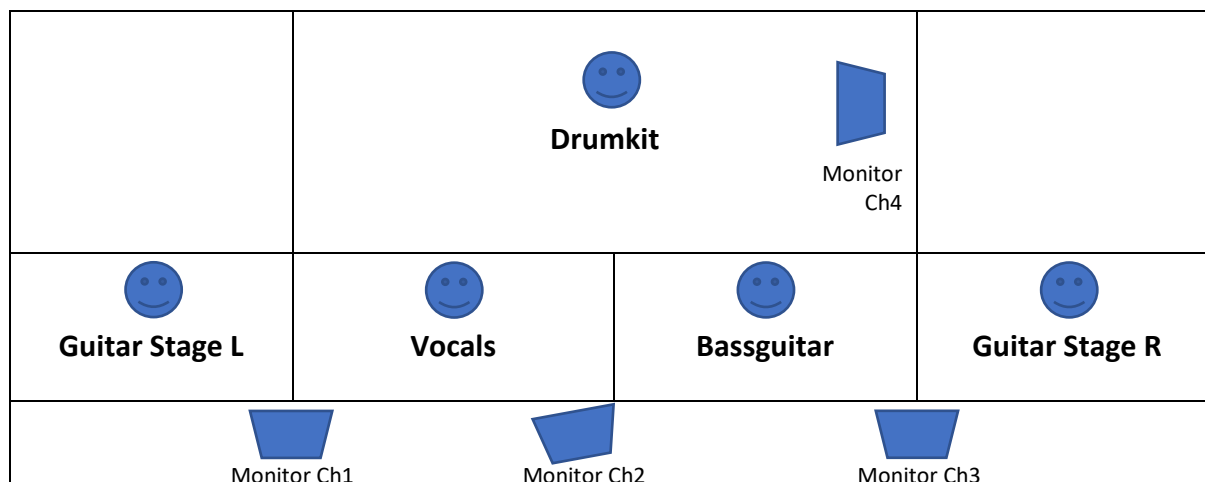 Drumkit
Monitor
Ch4
Guitar Stage L
Vocals
Bassguitar
Guitar Stage R
Monitor Ch1
Monitor Ch2
Monitor Ch3